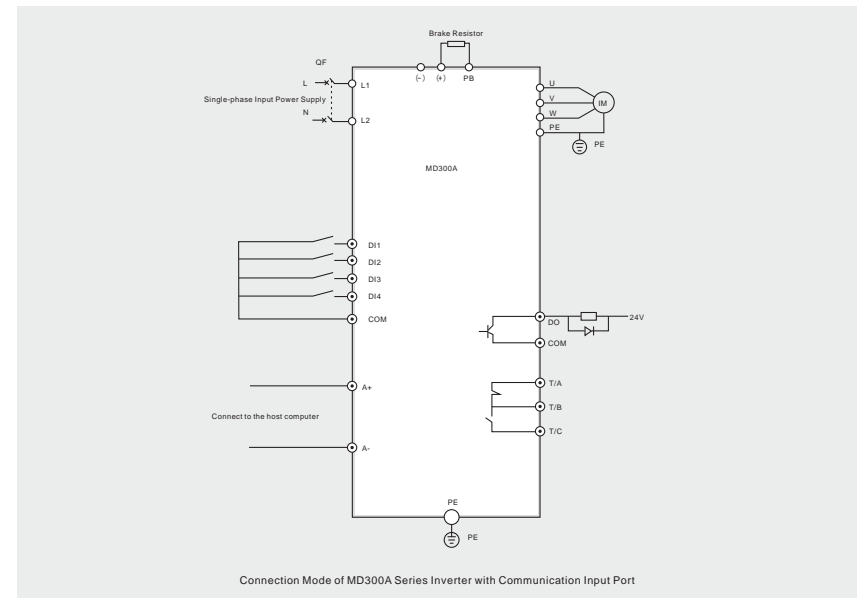 Brake Resistor
QF
(-) (+) PB
L L1
Single-phase Input Power Supply
N L2
U
V
W
PE
IM
PE
MD300A
DI1
DI2
DI3
DI4
COM
DO
24V
COM
A+
T/A
Connect to the host computer
T/B
T/C
A-
PE
PE
Connection Mode of MD300A Series Inverter with Communication Input Port